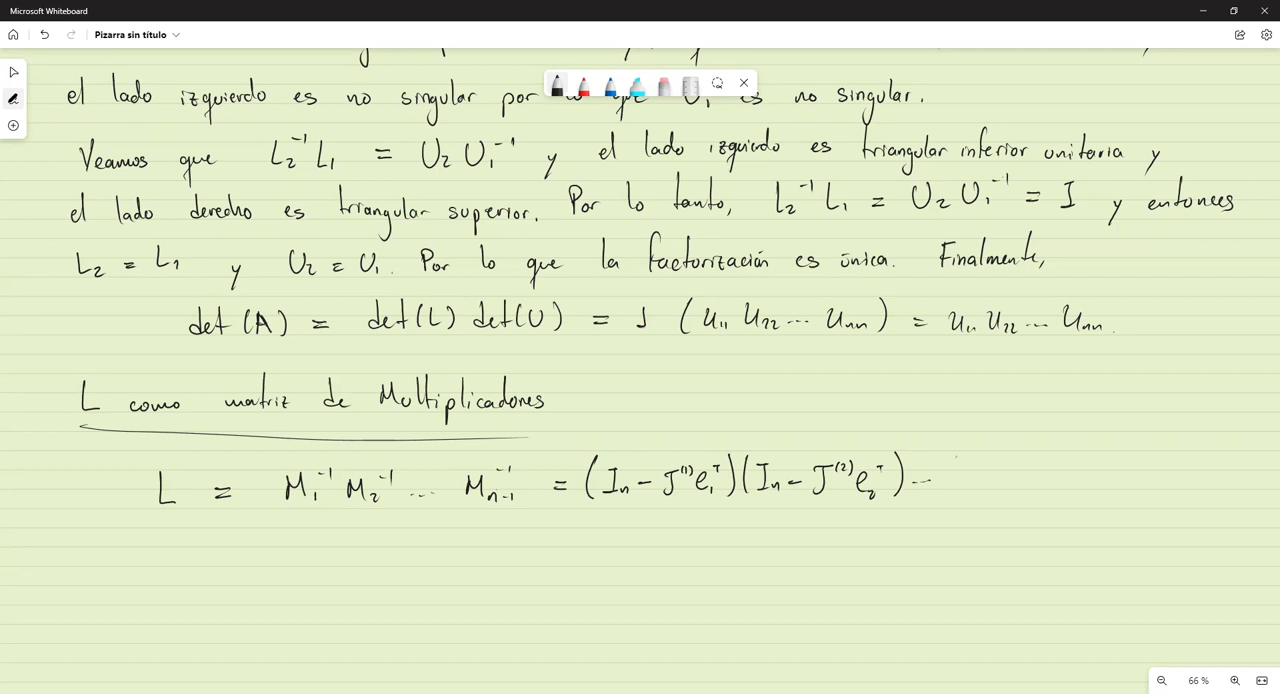 Microsoft Whiteboard
Pizarra sin título
el lado izquierdo es no singular por lo que U₁ es no singular.
Veamos que L₂⁻¹ L₁ = U₂ U₁⁻¹ y el lado izquierdo es triangular inferior unitaria y
el lado derecho es triangular superior. Por lo tanto, L₂⁻¹ L₁ = U₂ U₁⁻¹ = I y entonces
L₂ = L₁ y U₂ = U₁. Por lo que la factorización es única. Finalmente,
det(A) = det(L) det(U) = 1 (u₁₁ u₂₂ ... uₙₙ) = u₁₁ u₂₂ ... uₙₙ.
L como matriz de Multiplicadores
L = M₁⁻¹ M₂⁻¹ ... Mₙ₋₁⁻¹ = (Iₙ - J⁽¹⁾e₁ᵀ)(Iₙ - J⁽²⁾e₂ᵀ) ...
66 %